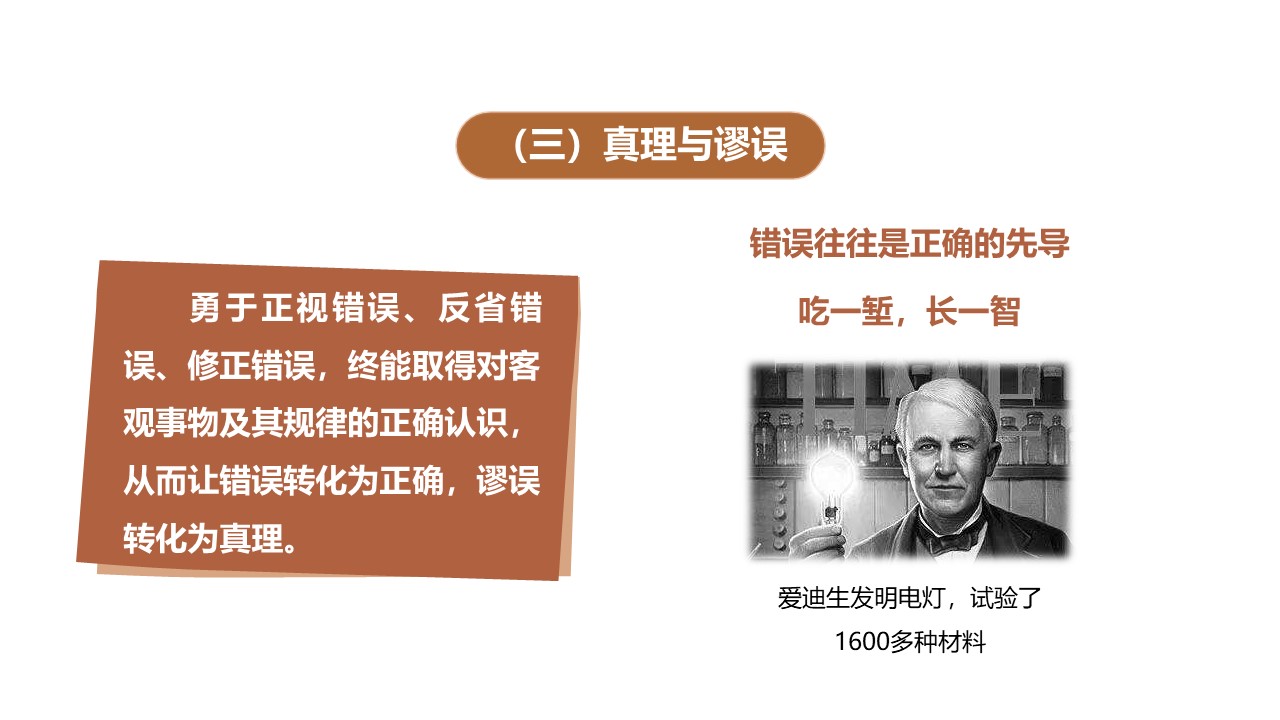 （三）真理与谬误
勇于正视错误、反省错
误、修正错误，终能取得对客
观事物及其规律的正确认识，
从而让错误转化为正确，谬误
转化为真理。
错误往往是正确的先导
吃一堑，长一智
爱迪生发明电灯，试验了
1600多种材料